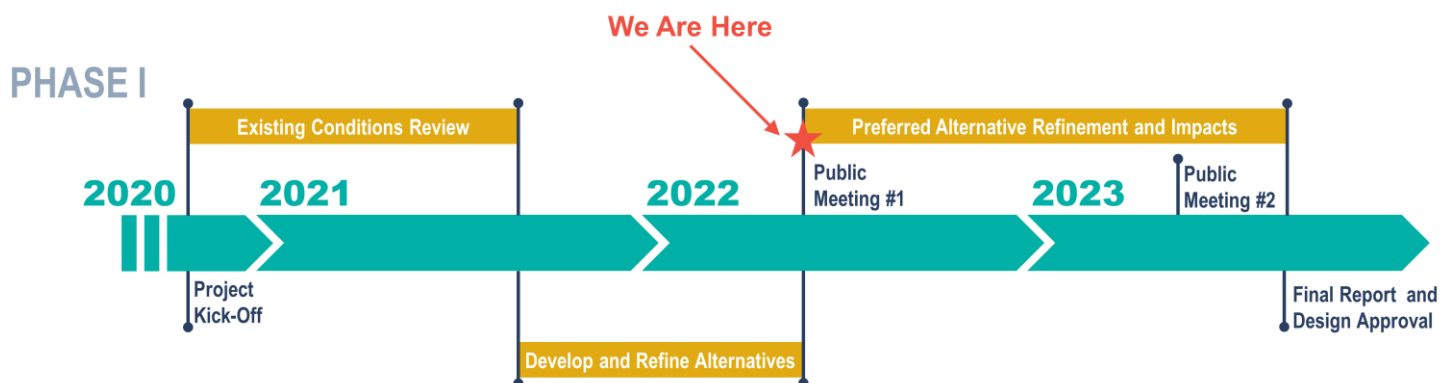 We Are Here
PHASE I
Existing Conditions Review
Preferred Alternative Refinement and Impacts
2020
2021
2022
Public
Meeting #1
2023
Public
Meeting #2
Project
Kick-Off
Final Report and
Design Approval
Develop and Refine Alternatives